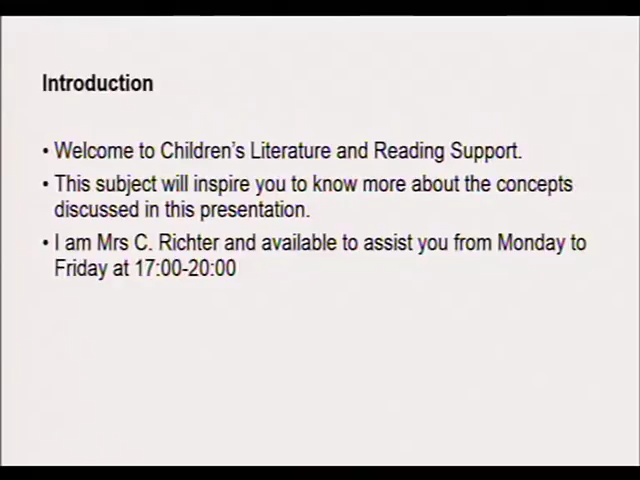 Introduction
• Welcome to Children's Literature and Reading Support.
• This subject will inspire you to know more about the concepts
discussed in this presentation.
• I am Mrs C. Richter and available to assist you from Monday to
Friday at 17:00-20:00